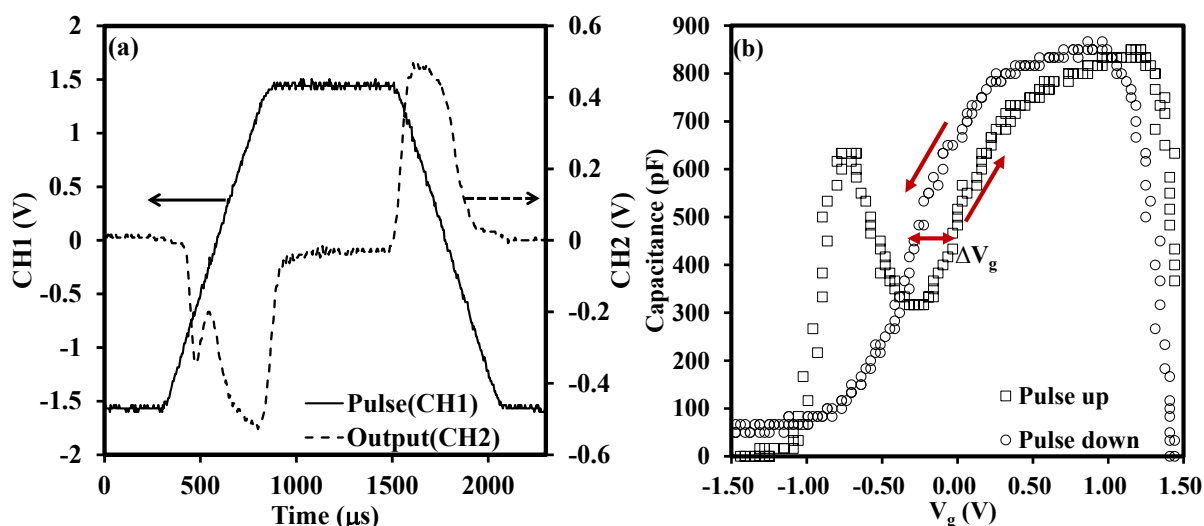 (a)
2
1.5
1
0.5
0
-0.5
-1
-1.5
-2
CH1 (V)
0.6
0.4
0.2
0
-0.2
-0.4
-0.6
CH2 (V)
Pulse(CH1)
Output(CH2)
0 500 1000 1500 2000
Time (μs)
(b)
900
800
700
600
500
400
300
200
100
0
Capacitance (pF)
ΔVg
Pulse up
Pulse down
-1.50 -1.00 -0.50 0.00 0.50 1.00 1.50
Vg (V)